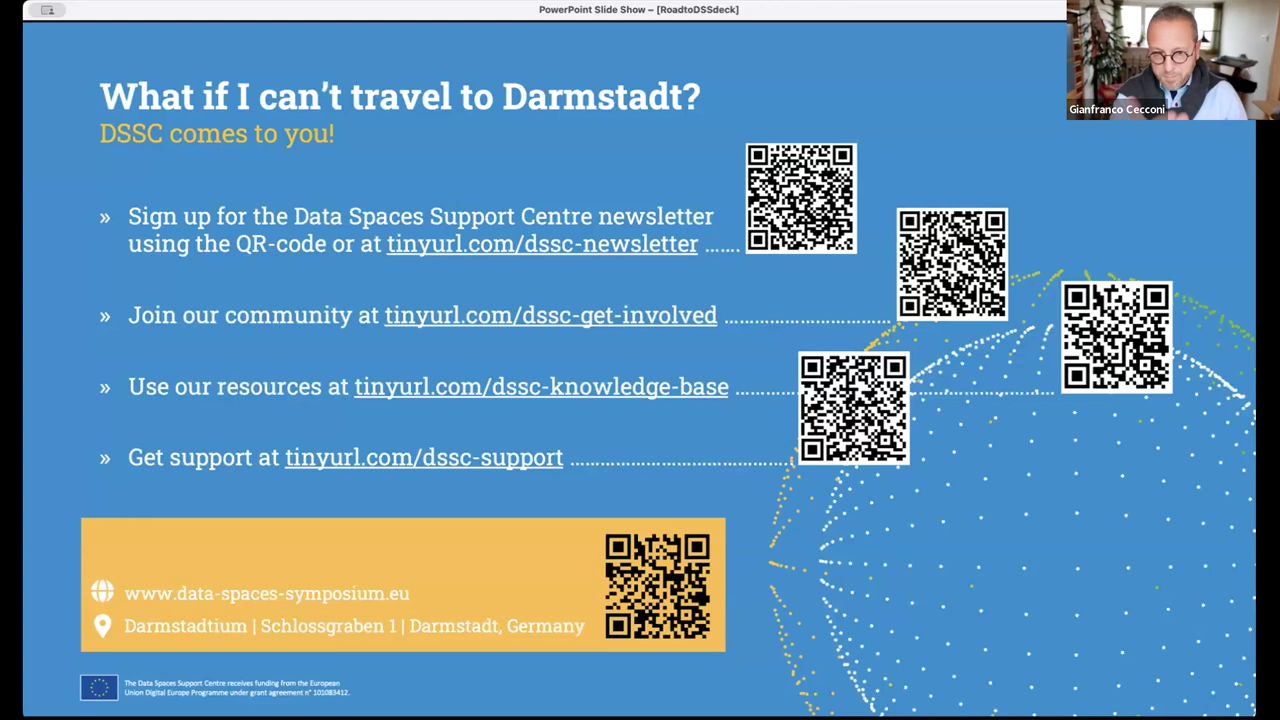 PowerPoint Slide Show – [RoadtoDSSdeck]
Gianfranco Cecconi
What if I can't travel to Darmstadt?
DSSC comes to you!
» Sign up for the Data Spaces Support Centre newsletter
using the QR-code or at tinyurl.com/dssc-newsletter .......
» Join our community at tinyurl.com/dssc-get-involved ....................................
» Use our resources at tinyurl.com/dssc-knowledge-base ....................................
» Get support at tinyurl.com/dssc-support ....................................
www.data-spaces-symposium.eu
Darmstadtium | Schlossgraben 1 | Darmstadt, Germany
The Data Spaces Support Centre receives funding from the European
Union Digital Europe Programme under grant agreement n° 101083412.